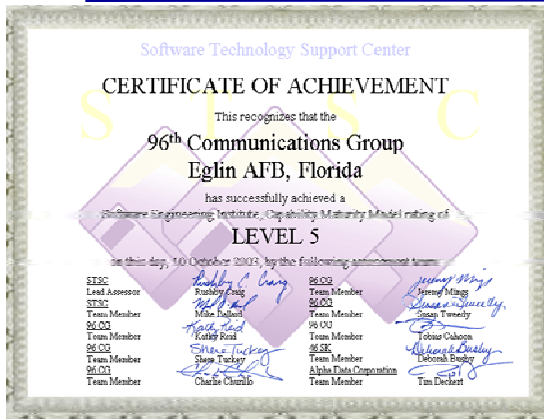 Software Technology Support Center
CERTIFICATE OF ACHIEVEMENT
S T S C
This recognizes that the
96th Communications Group
Eglin AFB, Florida
has successfully achieved a
Software Engineering Institute, Capability Maturity Model rating of
LEVEL 5
on this day, 10 October 2003, by the following assessment team:
STSC
Lead Assessor Rushby Craig
STSC
Team Member Mike Ballard
96 CG
Team Member Kathy Reid
96 CG
Team Member Shere Tuckey
96 CG
Team Member Charlie
96 CG
Team Member Jeremy Mings
96 CG
Team Member Susan Tweedy
96 CG
Team Member Tobias Cahoon
46 SK
Team Member Deborah Busby
Alpha Data Corporation
Team Member Tim Deckert